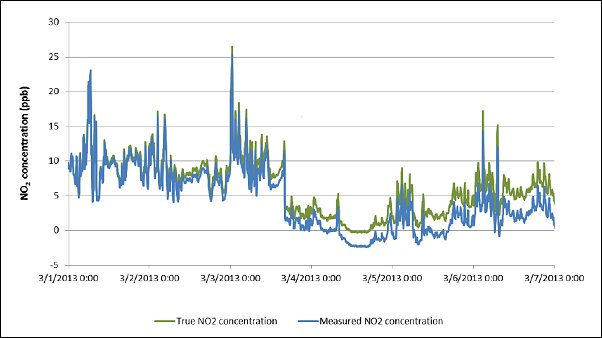 30
25
20
15
10
5
0
-5
NO2 concentration (ppb)
3/1/2013 0:00 3/2/2013 0:00 3/3/2013 0:00 3/4/2013 0:00 3/5/2013 0:00 3/6/2013 0:00 3/7/2013 0:00
True NO2 concentration Measured NO2 concentration